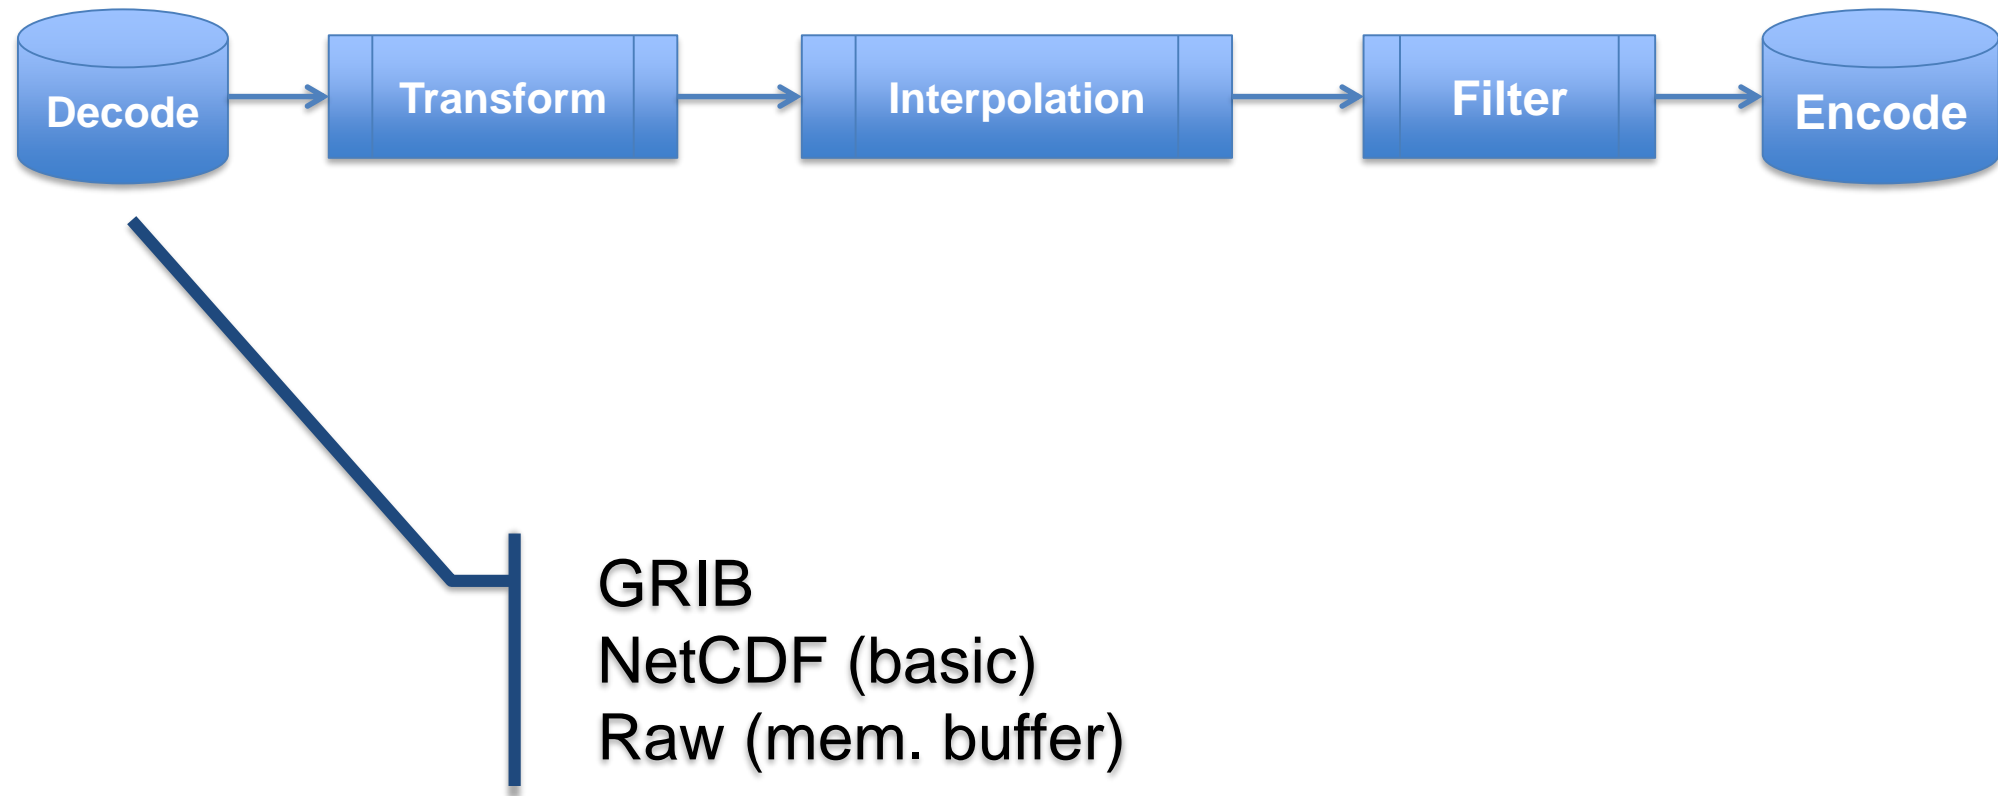 Decode
Transform
Interpolation
Filter
Encode
GRIB
NetCDF (basic)
Raw (mem. buffer)